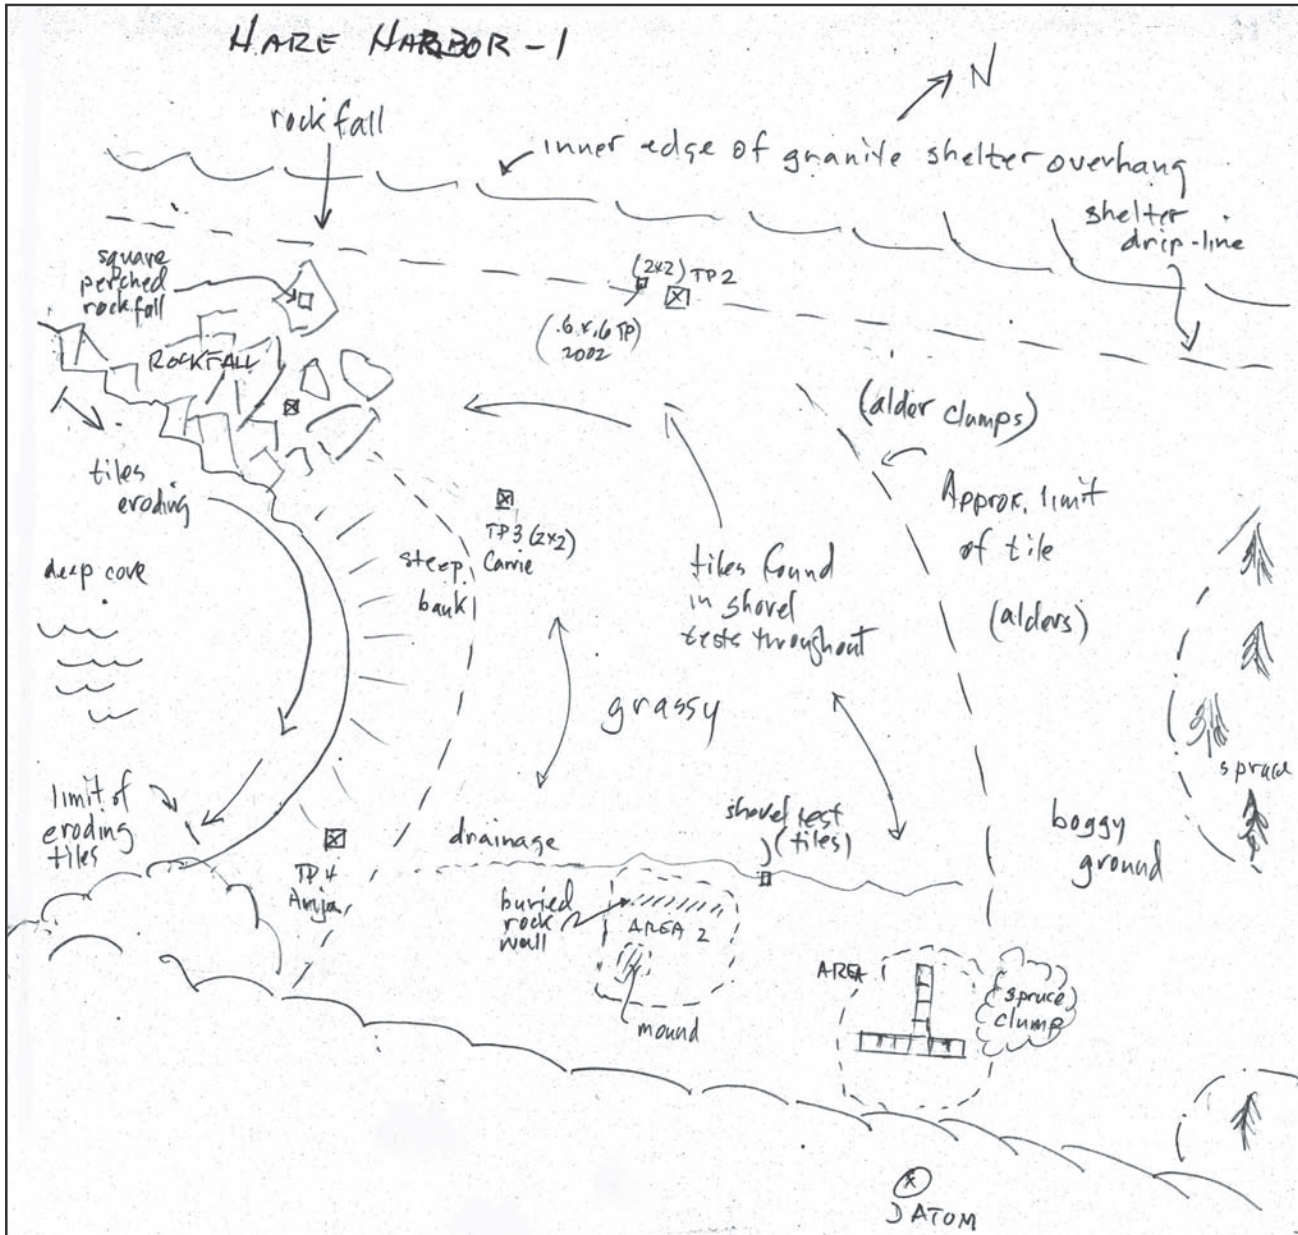 HARE HARBOR-1
N
rockfall
inner edge of granite shelter overhang
shelter
drip-line
square
perched
rockfall
(2x2) TP2
(.6 x .6 TP)
2002
ROCKFALL
(alder clumps)
tiles
eroding
TP3 (2x2)
Carrie
Approx. limit
of tile
(alders)
deep cove
steep
bank
tiles found
in shovel
tests throughout
grassy
spruce
limit of
eroding
tiles
drainage
shovel test
(tiles)
boggy
ground
TP4
Anja
buried
rock
wall
AREA 2
mound
AREA
spruce
clump
DATOM